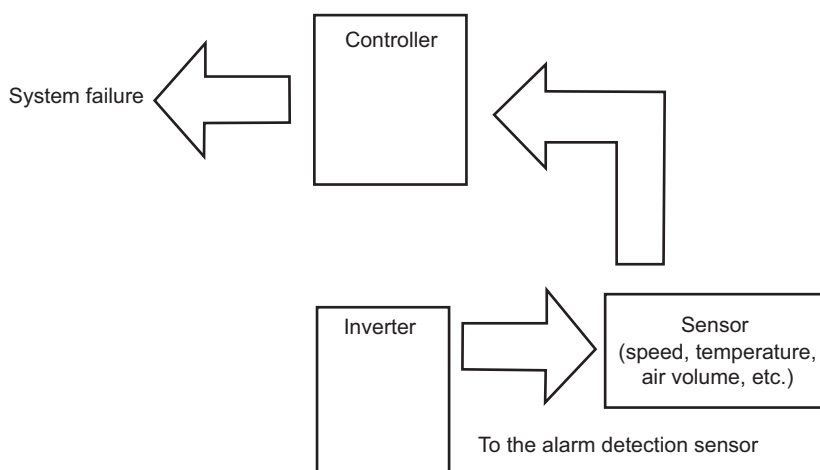 Controller
System failure
Inverter
Sensor
(speed, temperature,
air volume, etc.)
To the alarm detection sensor